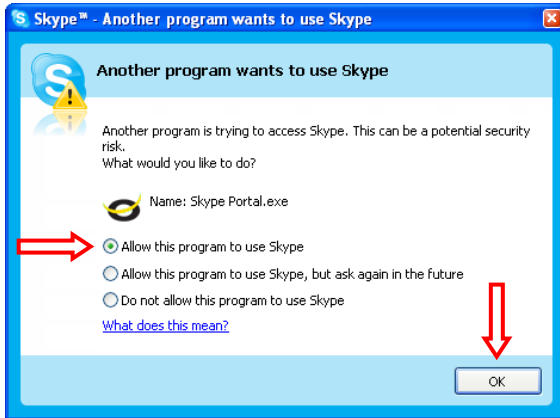 Skype™ - Another program wants to use Skype
Another program wants to use Skype
Another program is trying to access Skype. This can be a potential security
risk.
What would you like to do?
Name: Skype Portal.exe
Allow this program to use Skype
Allow this program to use Skype, but ask again in the future
Do not allow this program to use Skype
What does this mean?
OK